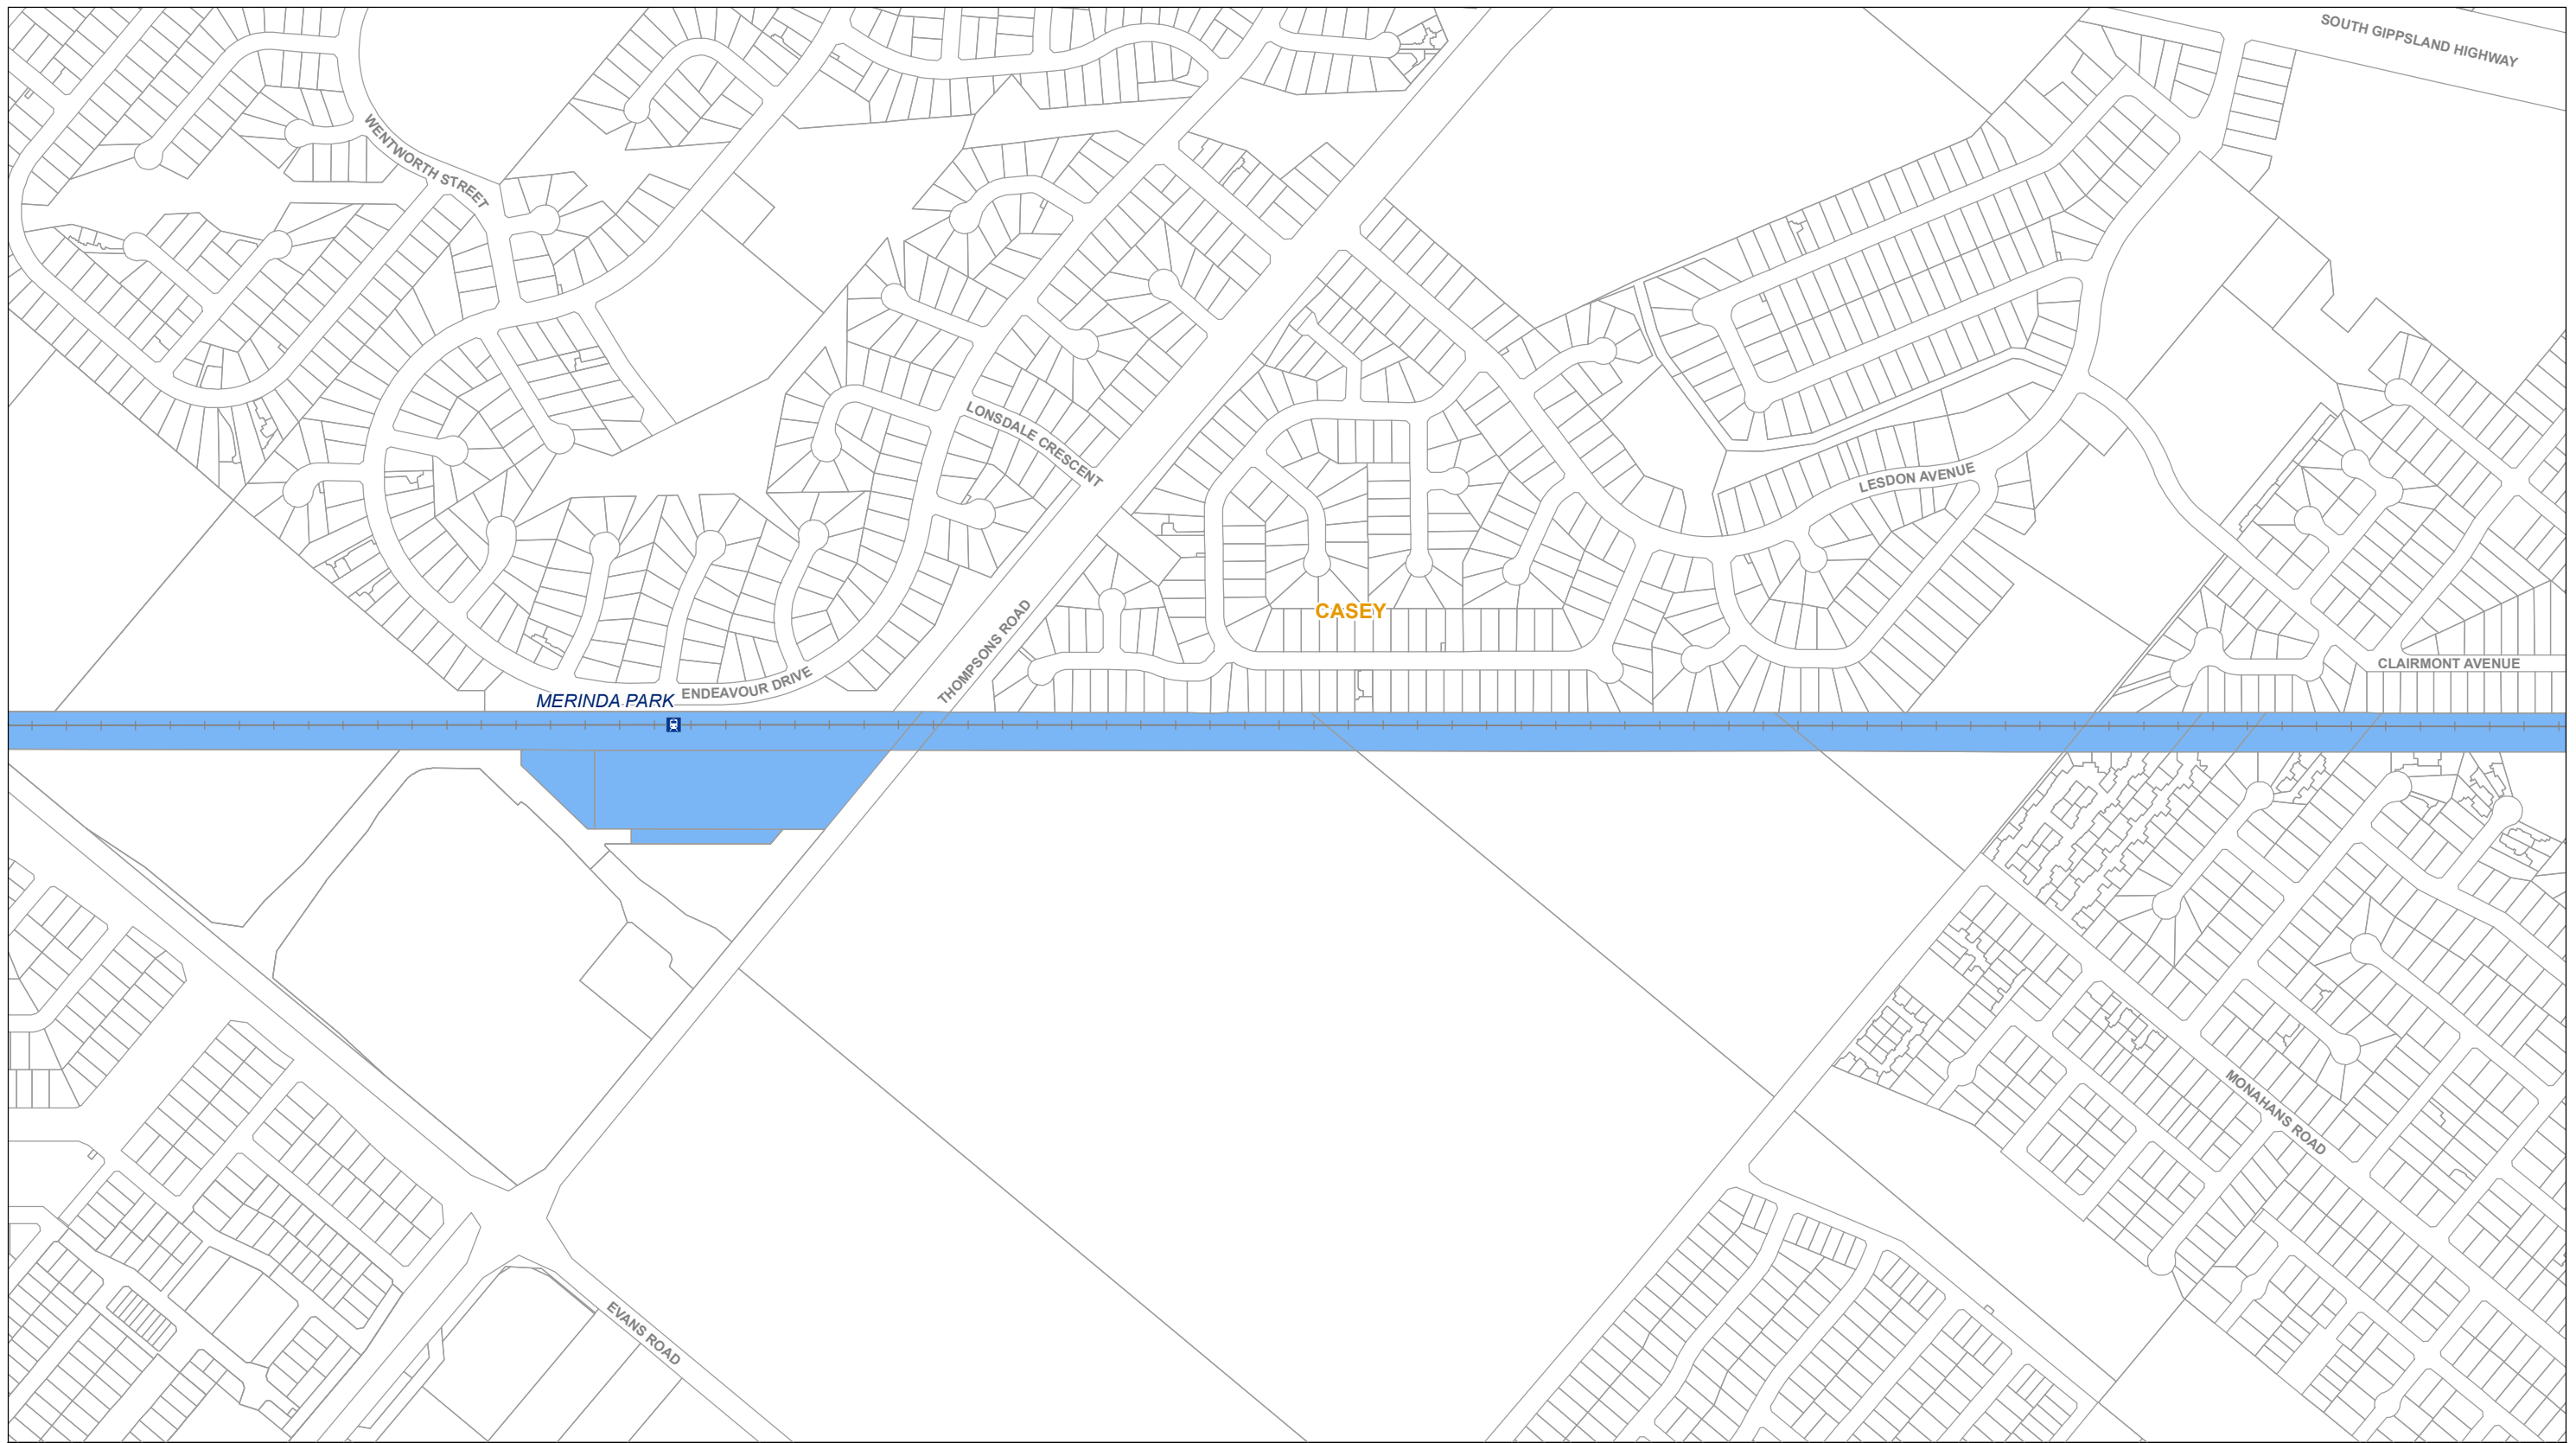 SOUTH GIPPSLAND HIGHWAY
WENTWORTH STREET
LONSDALE CRESCENT
LESDON AVENUE
CASEY
THOMPSONS ROAD
CLAIRMONT AVENUE
ENDEAVOUR DRIVE
MERINDA PARK
MONAHANS ROAD
EVANS ROAD